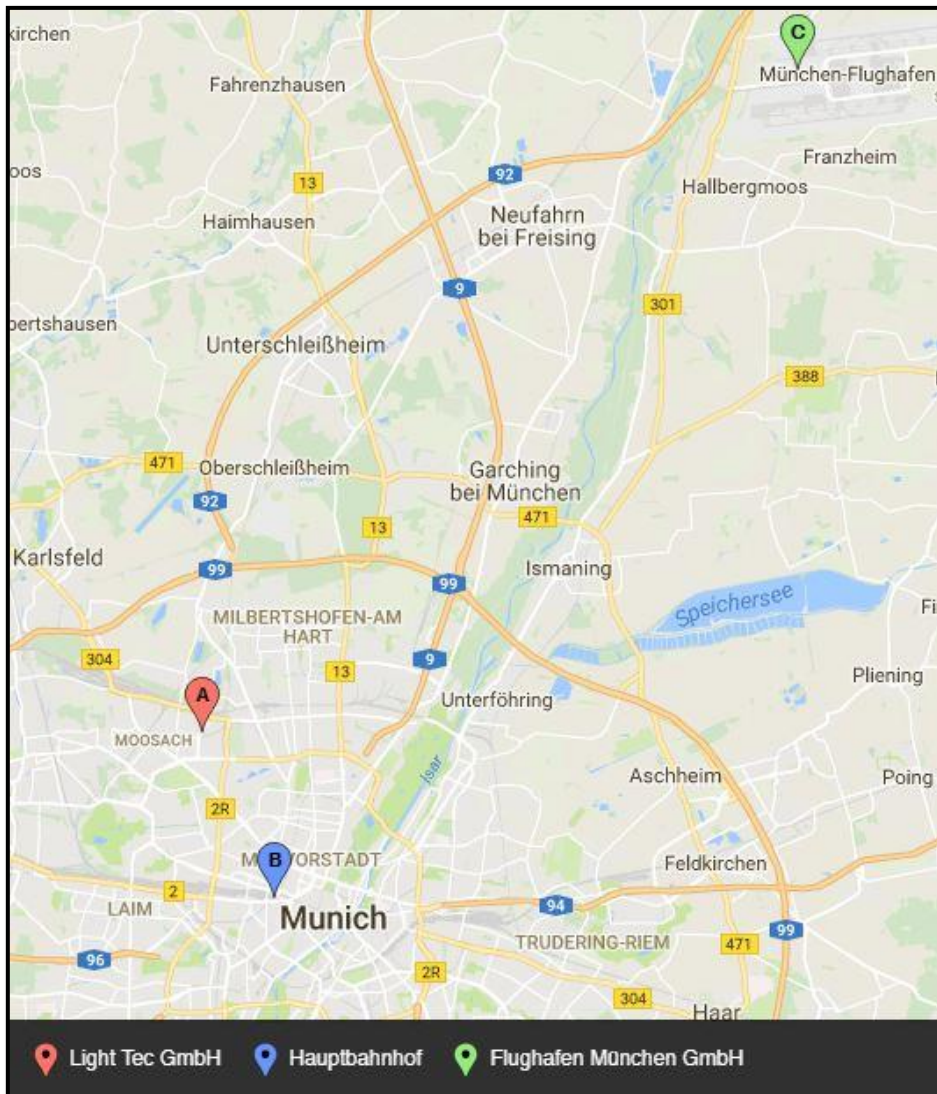 kirchen
C
Fahrenzhausen
München-Flughafen
92
Franzheim
oos
13
Hallbergmoos
Haimhausen
Neufahrn
bei Freising
9
301
bertshausen
Unterschleißheim
388
471
Oberschleißheim
Garching
bei München
92
471
13
Karlsfeld
99
99
Ismaning
Speichersee
Fi
MILBERTSHOFEN-AM
HART
304
13
9
Pliening
A
Unterföhring
MOOSACH
Isar
Aschheim
Poing
2R
B
VORSTADT
Feldkirchen
2
LAIM
94
Munich
99
96
TRUDERING-RIEM
471
2R
304
Haar
Light Tec GmbH
Hauptbahnhof
Flughafen München GmbH